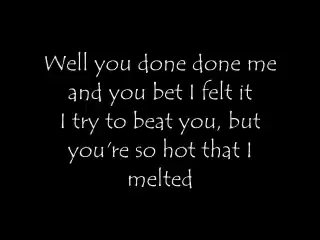 Well you done done me
and you bet I felt it
I try to beat you, but
you're so hot that I
melted